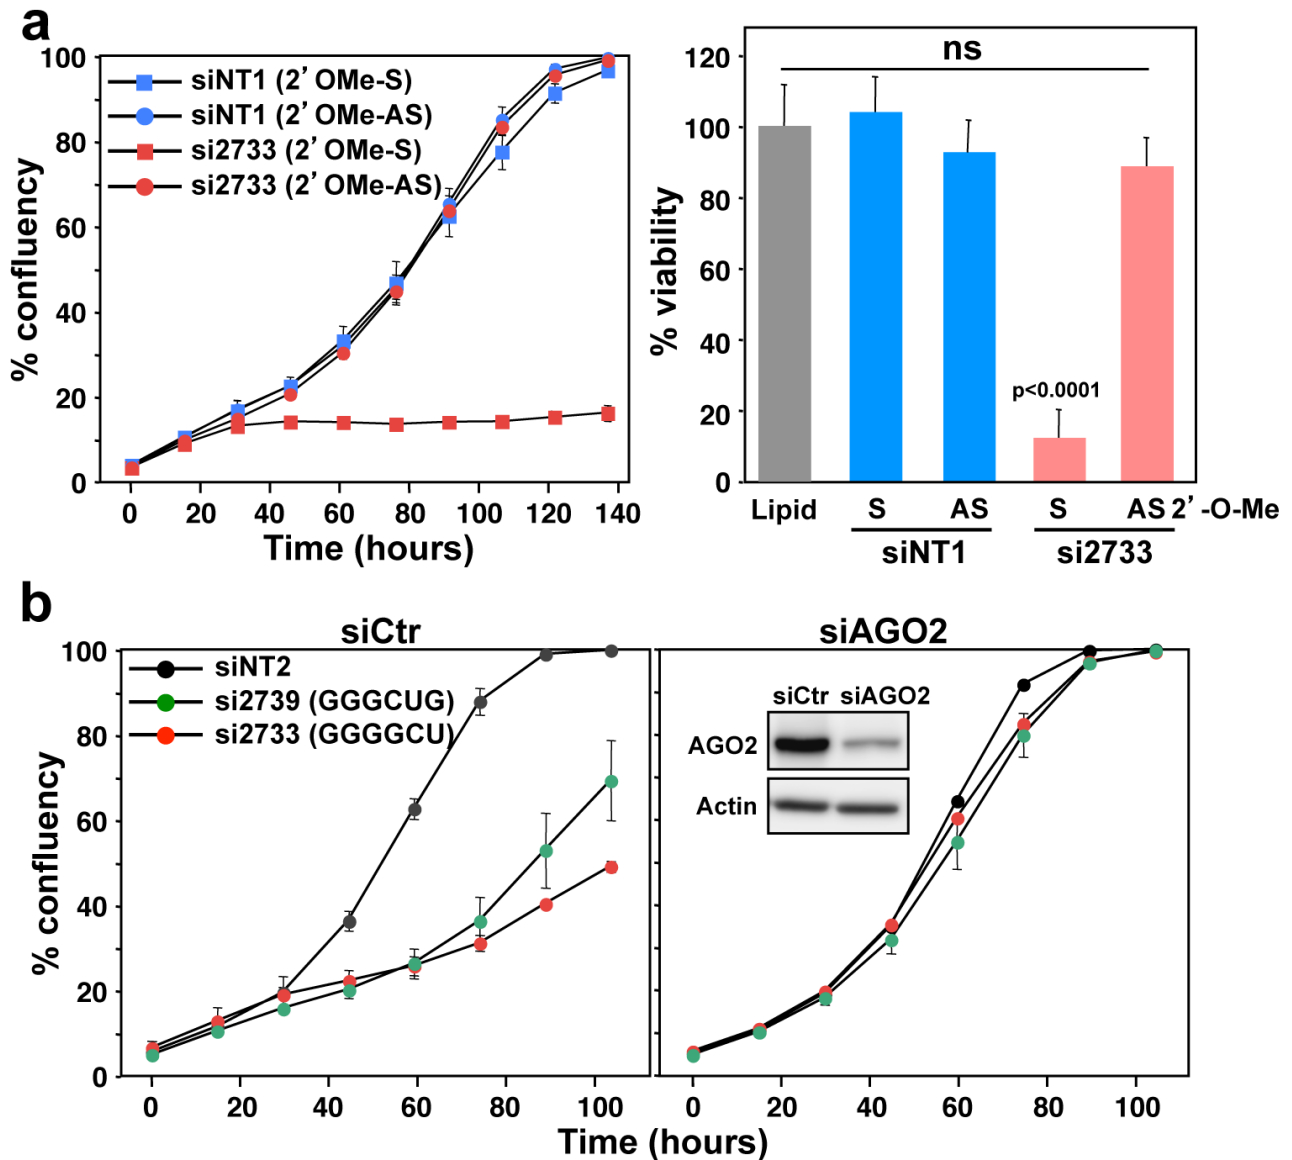 a
100
80
60
40
20
0
% confluency
siNT1 (2’ OMe-S)
siNT1 (2’ OMe-AS)
si2733 (2’ OMe-S)
si2733 (2’ OMe-AS)
0 20 40 60 80 100 120 140
Time (hours)
120
100
80
60
40
20
0
% viability
ns
p<0.0001
Lipid S AS S AS 2’-O-Me
siNT1 si2733
b
siCtr
100
80
60
40
20
0
% confluency
siNT2
si2739 (GGGCUG)
si2733 (GGGGCU)
0 20 40 60 80 100
siAGO2
siCtr siAGO2
AGO2
Actin
0 20 40 60 80 100
Time (hours)